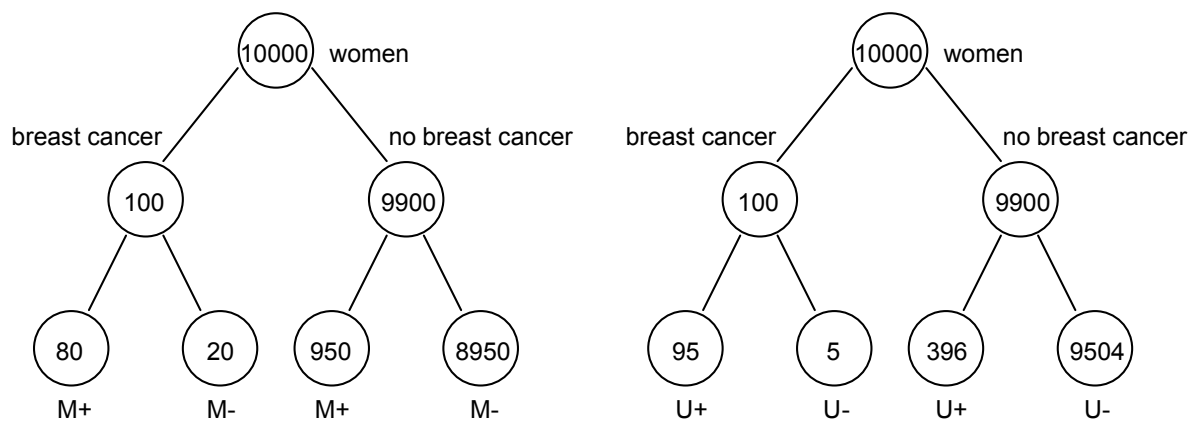 10000 women
breast cancer
no breast cancer
100
9900
80
20
950
8950
M+
M-
M+
M-
10000 women
breast cancer
no breast cancer
100
9900
95
5
396
9504
U+
U-
U+
U-